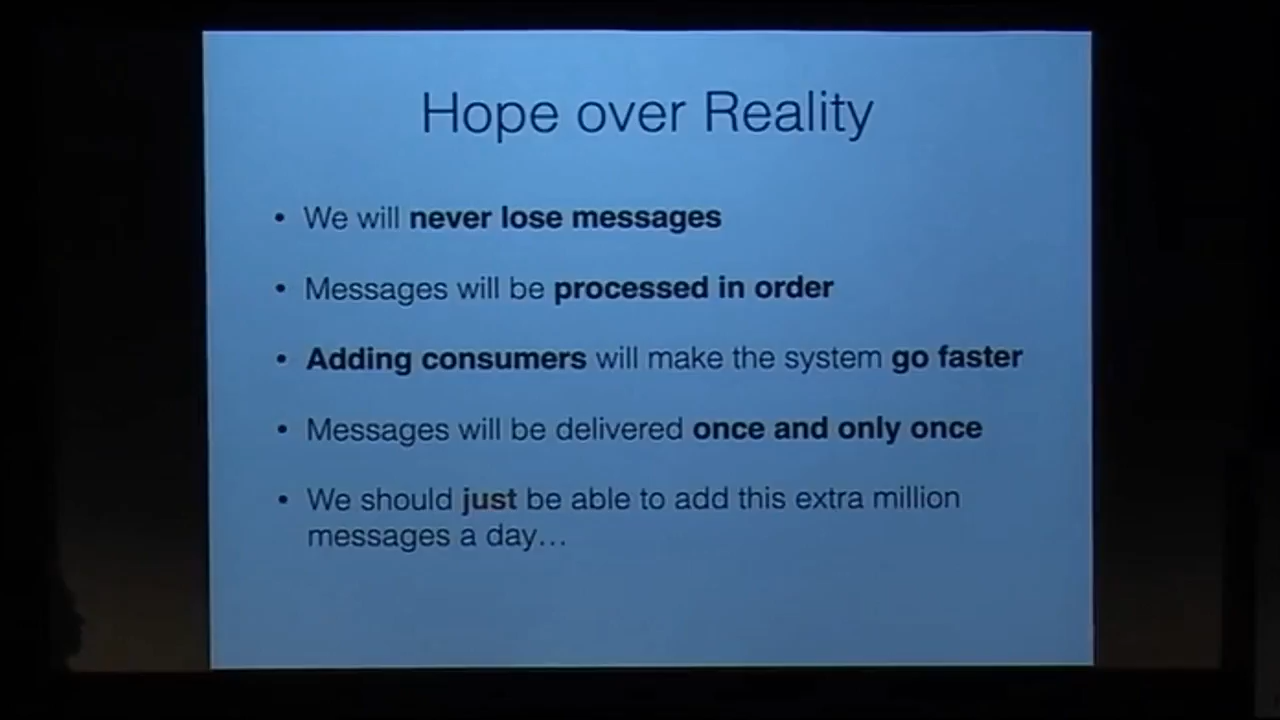 Hope over Reality
• We will never lose messages
• Messages will be processed in order
• Adding consumers will make the system go faster
• Messages will be delivered once and only once
• We should just be able to add this extra million
messages a day…